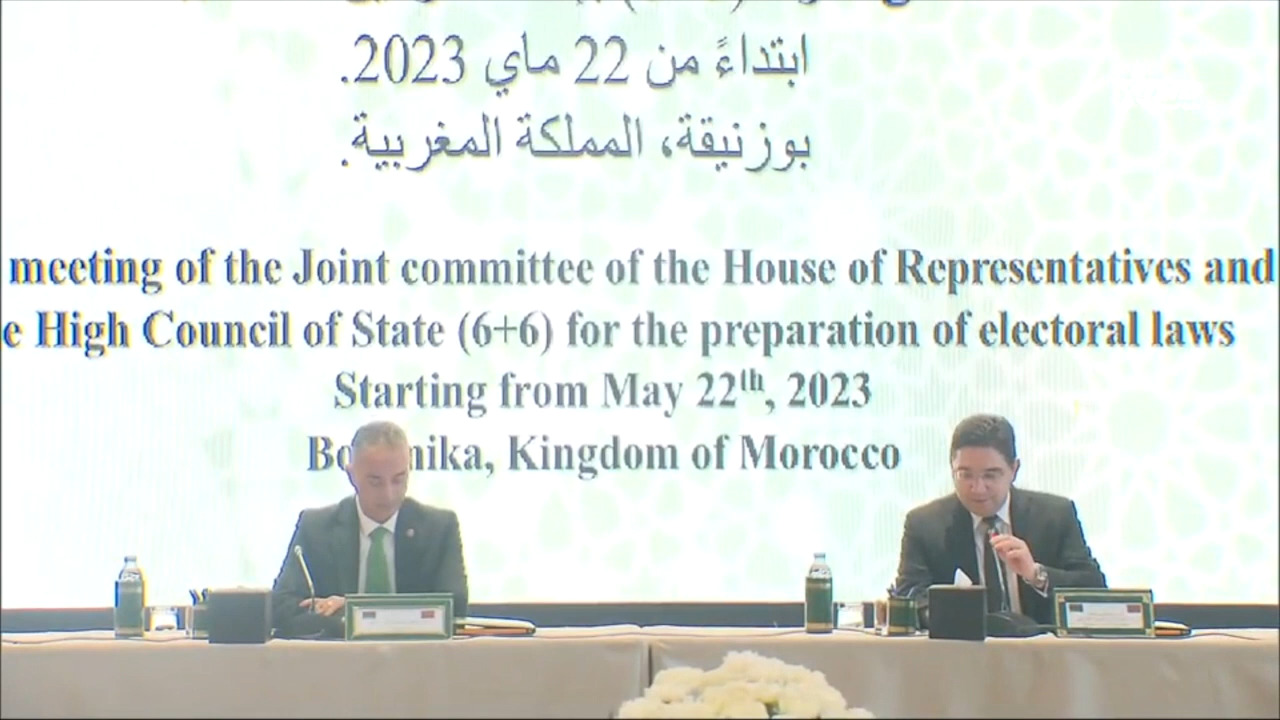 ابتداءً من 22 ماي 2023.
بوزنيقة، المملكة المغربية.
meeting of the Joint committee of the House of Representatives and
e High Council of State (6+6) for the preparation of electoral laws
Starting from May 22th, 2023
Bo nika, Kingdom of Morocco